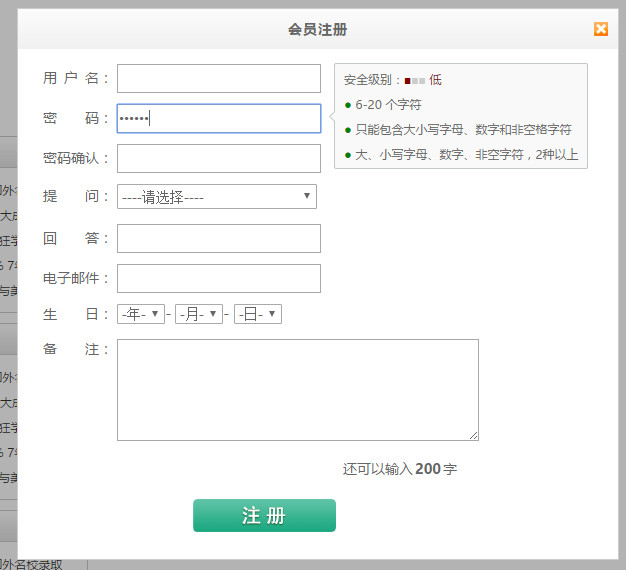 会员注册
用 户 名：
安全级别：低
6-20 个字符
只能包含大小写字母、数字和非空格字符
大、小写字母、数字、非空字符，2种以上
密 码：
密码确认：
提 问：
----请选择----
回 答：
电子邮件：
生 日：
-年- - -月- - -日-
备 注：
还可以输入200字
注 册
外名校录取